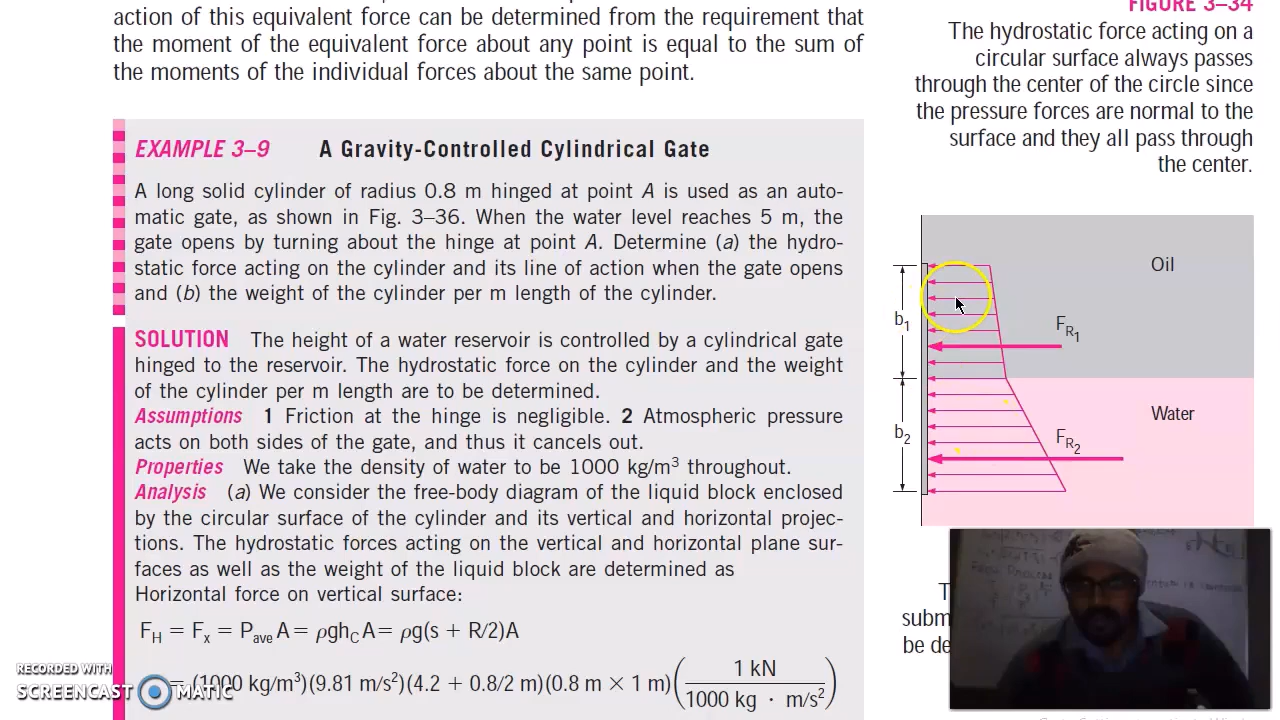 action of this equivalent force can be determined from the requirement that
the moment of the equivalent force about any point is equal to the sum of
the moments of the individual forces about the same point.
EXAMPLE 3–9 A Gravity-Controlled Cylindrical Gate
A long solid cylinder of radius 0.8 m hinged at point A is used as an auto-
matic gate, as shown in Fig. 3–36. When the water level reaches 5 m, the
gate opens by turning about the hinge at point A. Determine (a) the hydro-
static force acting on the cylinder and its line of action when the gate opens
and (b) the weight of the cylinder per m length of the cylinder.
SOLUTION The height of a water reservoir is controlled by a cylindrical gate
hinged to the reservoir. The hydrostatic force on the cylinder and the weight
of the cylinder per m length are to be determined.
Assumptions 1 Friction at the hinge is negligible. 2 Atmospheric pressure
acts on both sides of the gate, and thus it cancels out.
Properties We take the density of water to be 1000 kg/m³ throughout.
Analysis (a) We consider the free-body diagram of the liquid block enclosed
by the circular surface of the cylinder and its vertical and horizontal projec-
tions. The hydrostatic forces acting on the vertical and horizontal plane sur-
faces as well as the weight of the liquid block are determined as
Horizontal force on vertical surface:
F_H = F_x = P_ave A = ρgh_C A = ρg(s + R/2)A
= (1000 kg/m³)(9.81 m/s²)(4.2 + 0.8/2 m)(0.8 m × 1 m)(1 kN / 1000 kg · m/s²)
RECORDED WITH
SCREENCAST MATIC
FIGURE 3–34
The hydrostatic force acting on a
circular surface always passes
through the center of the circle since
the pressure forces are normal to the
surface and they all pass through
the center.
Oil
b₁
F_R₁
Water
b₂
F_R₂
subm
be de